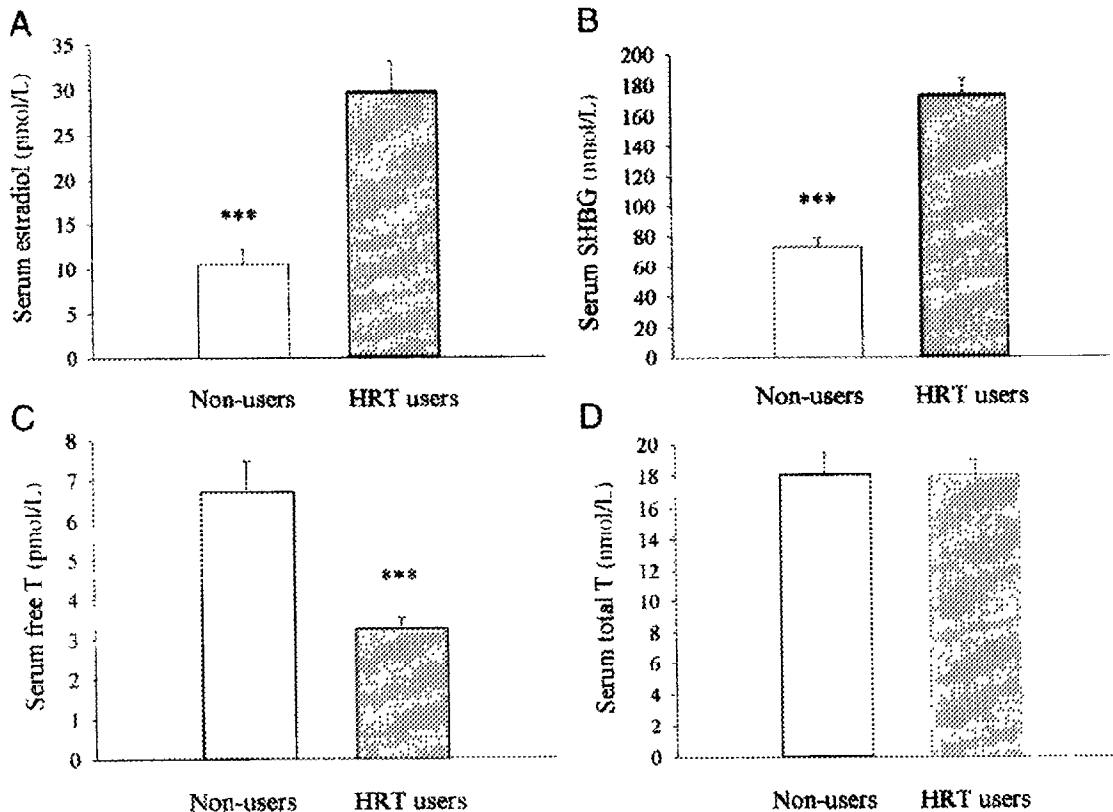 A
Serum estradiol (pmol/L)
35
30
25
20
15
10
5
0
***
Non-users
HRT users
B
Serum SHBG (nmol/L)
200
180
160
140
120
100
80
60
40
20
0
***
Non-users
HRT users
C
Serum free T (pmol/L)
8
7
6
5
4
3
2
1
0
***
Non-users
HRT users
D
Serum total T (nmol/L)
20
18
16
14
12
10
8
6
4
2
0
Non-users
HRT users